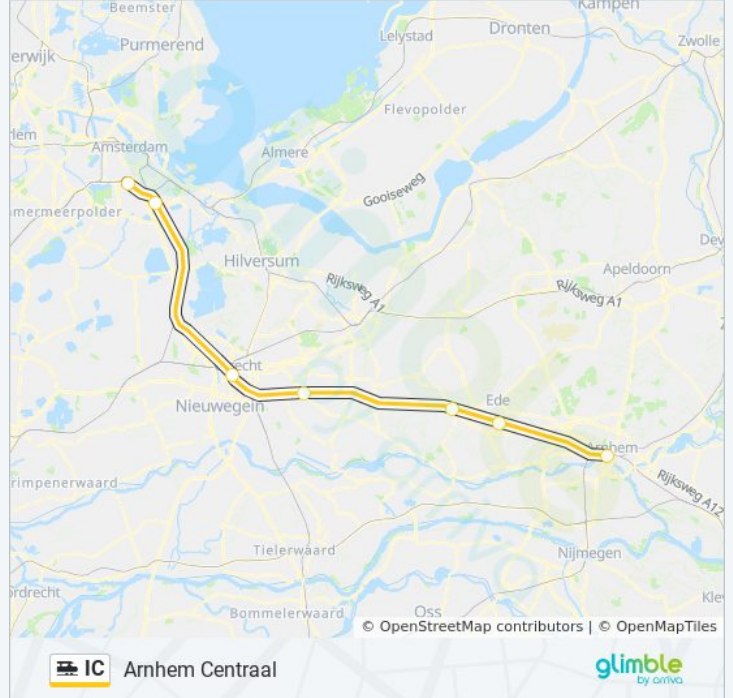 Beemster
Kampen
Lelystad
Dronten
Purmerend
Zwolle
erwijk
Flevopolder
lem
Amsterdam
Almere
Gooiseweg
mermeerpolder
Dev
Hilversum
Apeldoorn
Rijksweg A1
Rijksweg A1
Z
echt
Nieuwegein
Ede
Arnhem
rimpenerwaard
Rijksweg A12
Tielerwaard
Nijmegen
ordrecht
Kle
Bommelerwaard
Oss
© OpenStreetMap contributors | © OpenMapTiles
IC Arnhem Centraal
glimble
by arriva